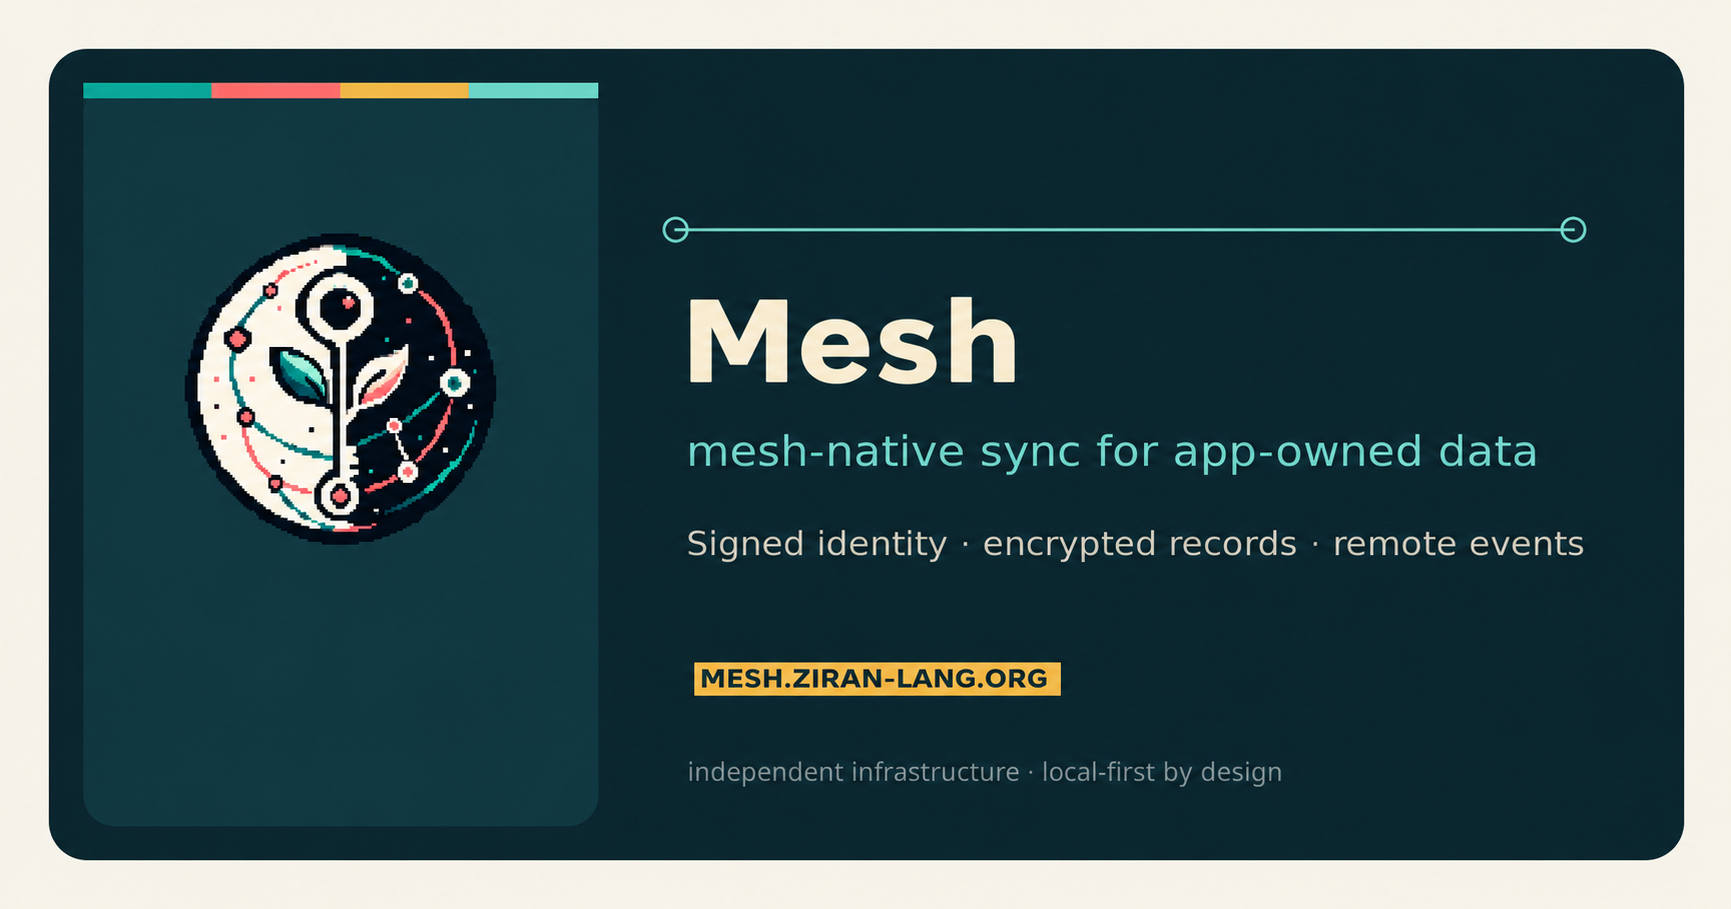 Mesh
mesh-native sync for app-owned data
Signed identity · encrypted records · remote events
MESH.ZIRAN-LANG.ORG
independent infrastructure · local-first by design